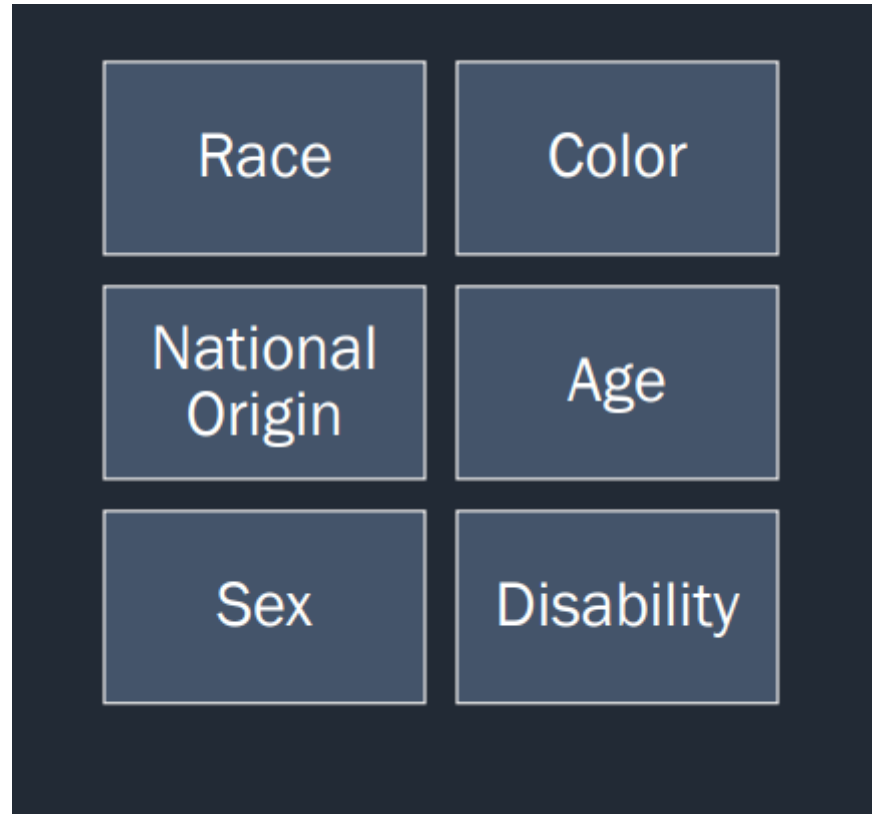 Race
Color
National
Origin
Age
Sex
Disability